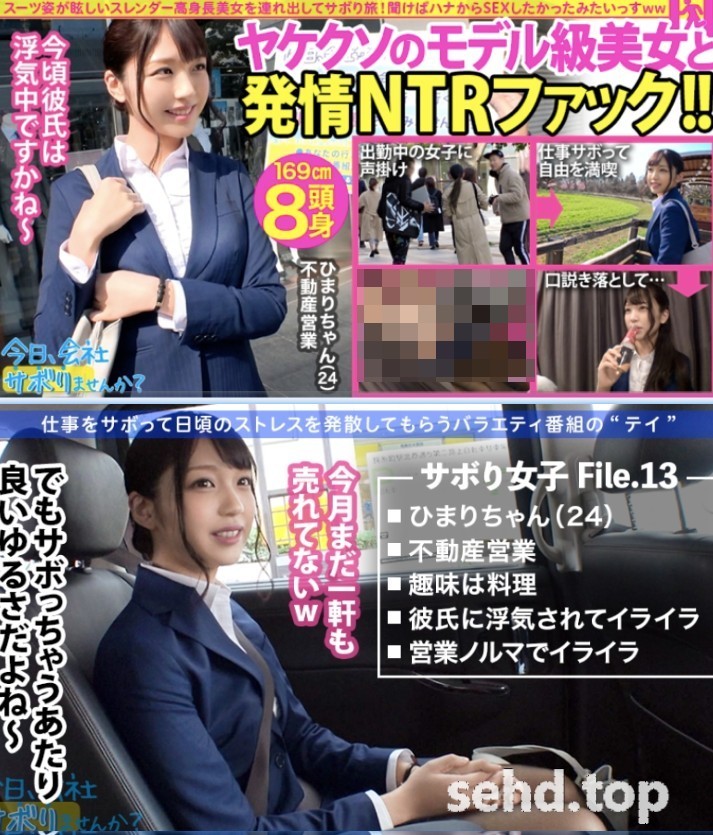 スーツ姿が眩しいスレンダー高身長美女を連れ出してサボり旅！聞けばハナからSEXしたかったみたいっすww
ヤケクソのモデル級美女と
発情NTRファック!!
今頃彼氏は
浮気中ですかね～
169cm
8頭身
ひまりちゃん（24）
不動産営業
出勤中の女子に
声掛け
仕事サボって
自由を満喫
口説き落として…
今日、会社
サボりませんか？
仕事をサボって日頃のストレスを発散してもらうバラエティ番組の“テイ”
でもサボっちゃうあたり
良いゆるさだよね～
今月まだ一軒も
売れてないw
サボり女子 File.13
■ ひまりちゃん（24）
■ 不動産営業
■ 趣味は料理
■ 彼氏に浮気されてイライラ
■ 営業ノルマでイライラ
今日、会社
サボりませんか？
sehd.top